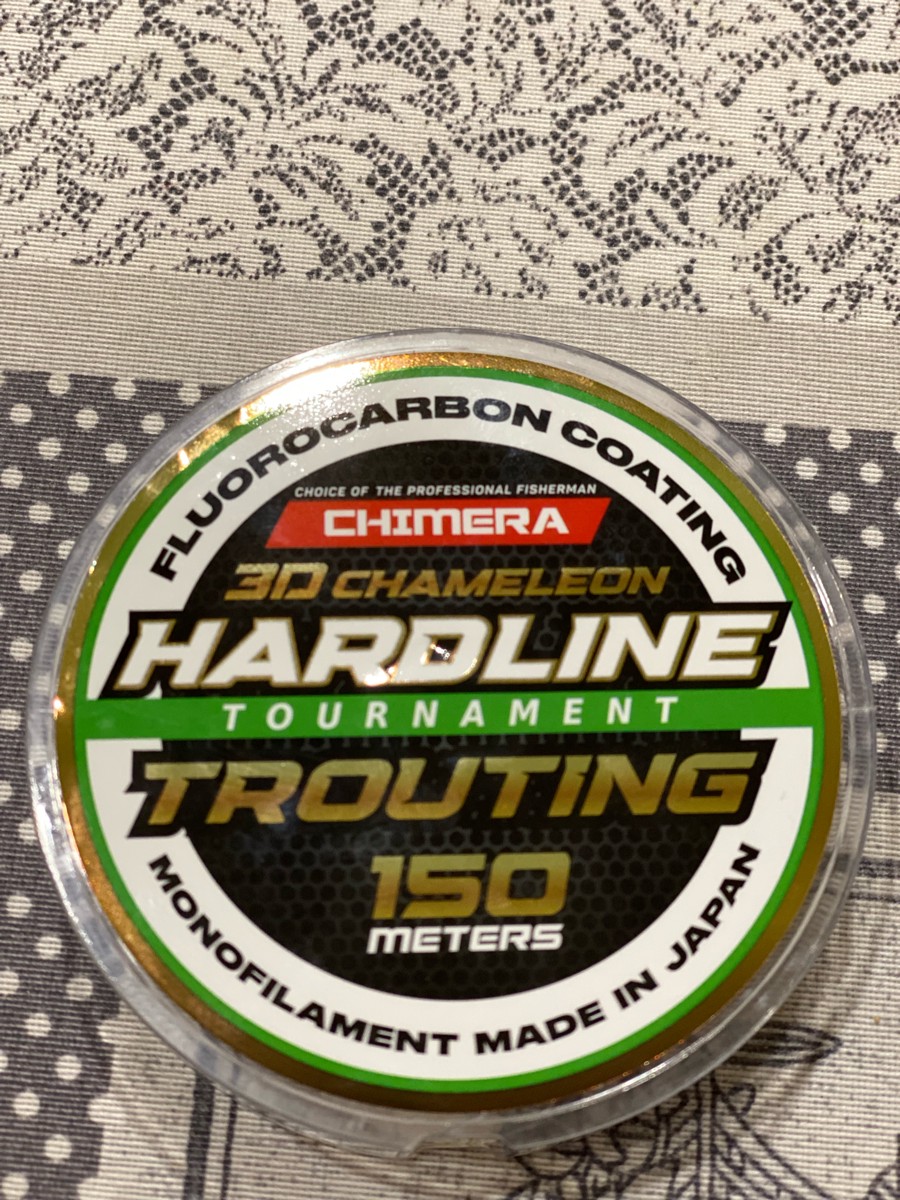 FLUOROCARBON COATING
CHOICE OF THE PROFESSIONAL FISHERMAN
CHIMERA
3D CHAMELEON
HARDLINE
TOURNAMENT
TROUTING
150
METERS
MONOFILAMENT MADE IN JAPAN